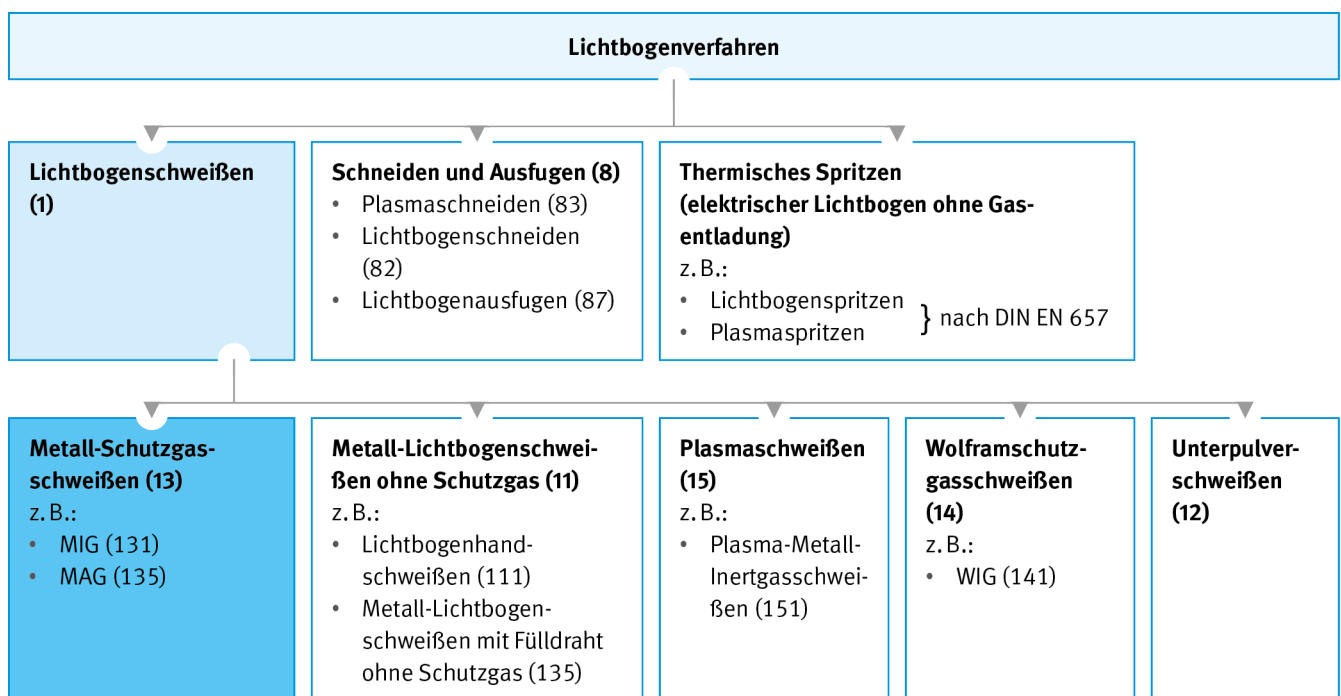 Lichtbogenverfahren
Lichtbogenschweißen
(1)
Schneiden und Ausfugen (8)
• Plasmaschneiden (83)
• Lichtbogenschneiden
(82)
• Lichtbogenausfugen (87)
Thermisches Spritzen
(elektrischer Lichtbogen ohne Gas-
entladung)
z. B.:
• Lichtbogenspritzen
• Plasmaspritzen
} nach DIN EN 657
Metall-Schutzgas-
schweißen (13)
z. B.:
• MIG (131)
• MAG (135)
Metall-Lichtbogenschwei-
ßen ohne Schutzgas (11)
z. B.:
• Lichtbogenhand-
schweißen (111)
• Metall-Lichtbogen-
schweißen mit Fülldraht
ohne Schutzgas (135)
Plasmaschweißen
(15)
z. B.:
• Plasma-Metall-
Inertgasschwei-
ßen (151)
Wolframschutz-
gasschweißen
(14)
z. B.:
• WIG (141)
Unterpulver-
schweißen
(12)